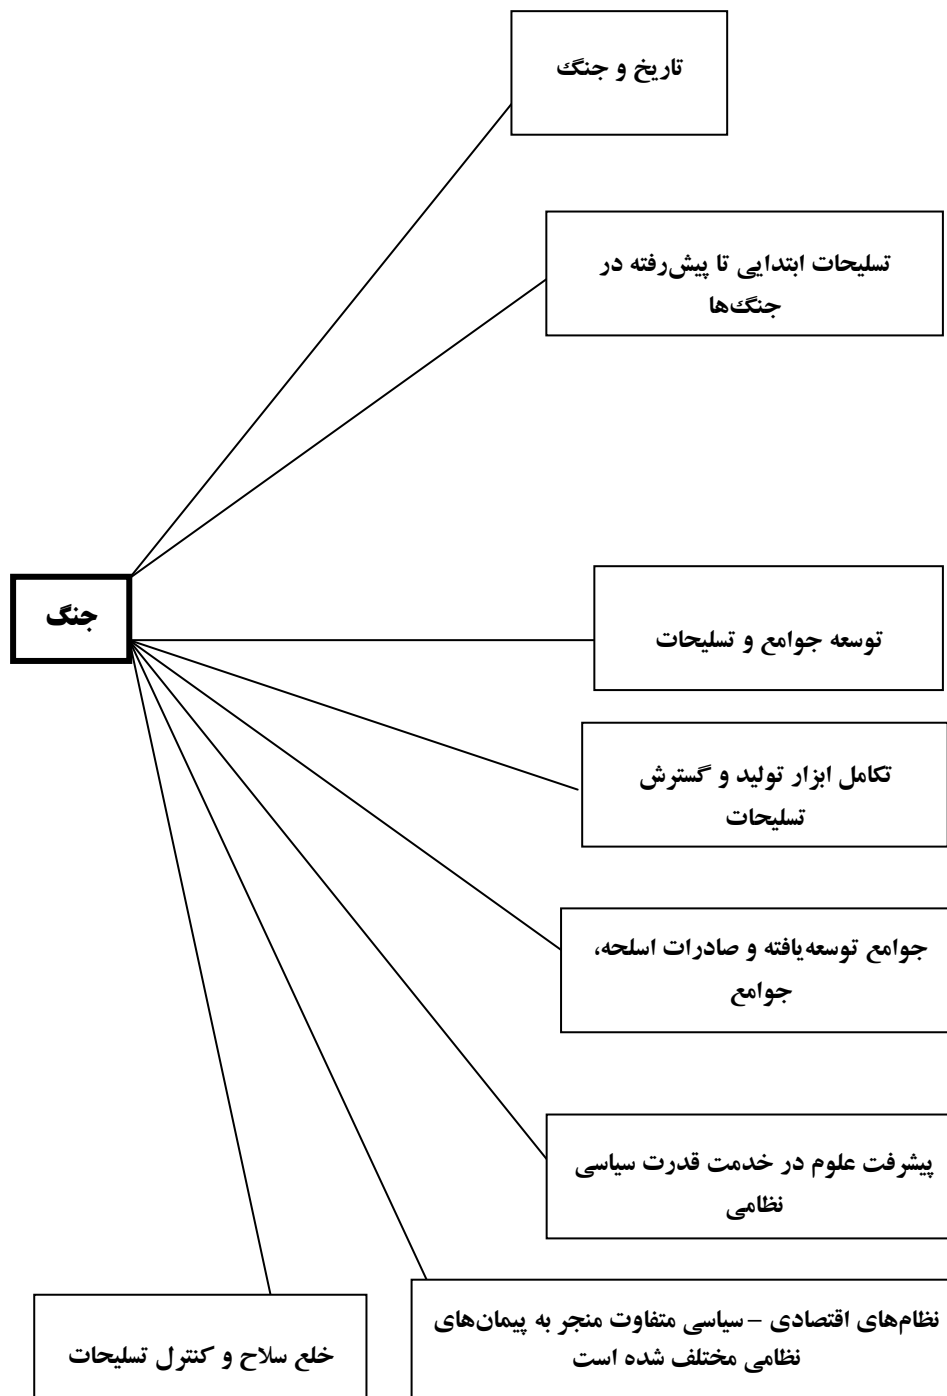 تاریخ و جنگ
تسلیحات ابتدایی تا پیش‌رفته در
جنگ‌ها
جنگ
توسعه جوامع و تسلیحات
تکامل ابزار تولید و گسترش
تسلیحات
جوامع توسعه‌یافته و صادرات اسلحه،
جوامع
پیشرفت علوم در خدمت قدرت سیاسی
نظامی
نظام‌های اقتصادی – سیاسی متفاوت منجر به پیمان‌های
نظامی مختلف شده است
خلع سلاح و کنترل تسلیحات